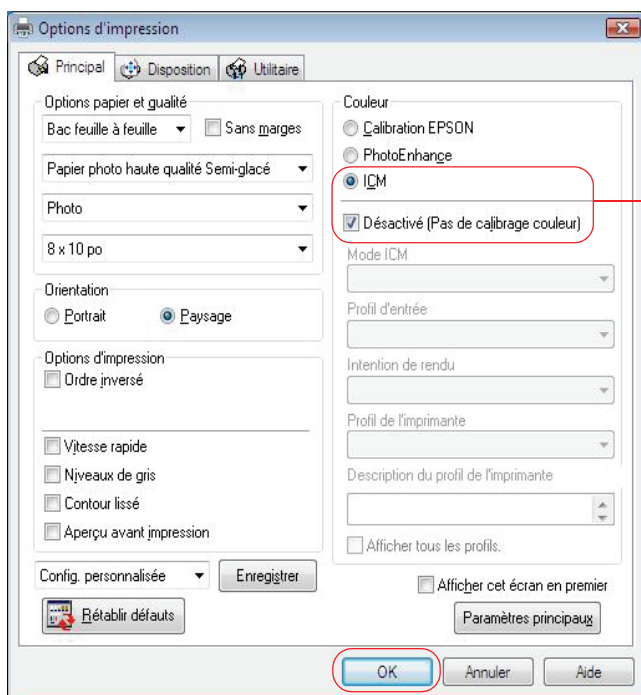 Options d'impression
Principal
Disposition
Utilitaire
Options papier et qualité
Bac feuille à feuille
Sans marges
Papier photo haute qualité Semi-glacé
Photo
8 x 10 po
Orientation
Portrait
Paysage
Options d'impression
Ordre inversé
Vitesse rapide
Niveaux de gris
Contour lissé
Aperçu avant impression
Config. personnalisée
Enregistrer
Rétablir défauts
Couleur
Calibration EPSON
PhotoEnhance
ICM
Désactivé (Pas de calibrage couleur)
Mode ICM
Profil d'entrée
Intention de rendu
Profil de l'imprimante
Description du profil de l'imprimante
Afficher tous les profils.
Afficher cet écran en premier
Paramètres principaux
OK
Annuler
Aide